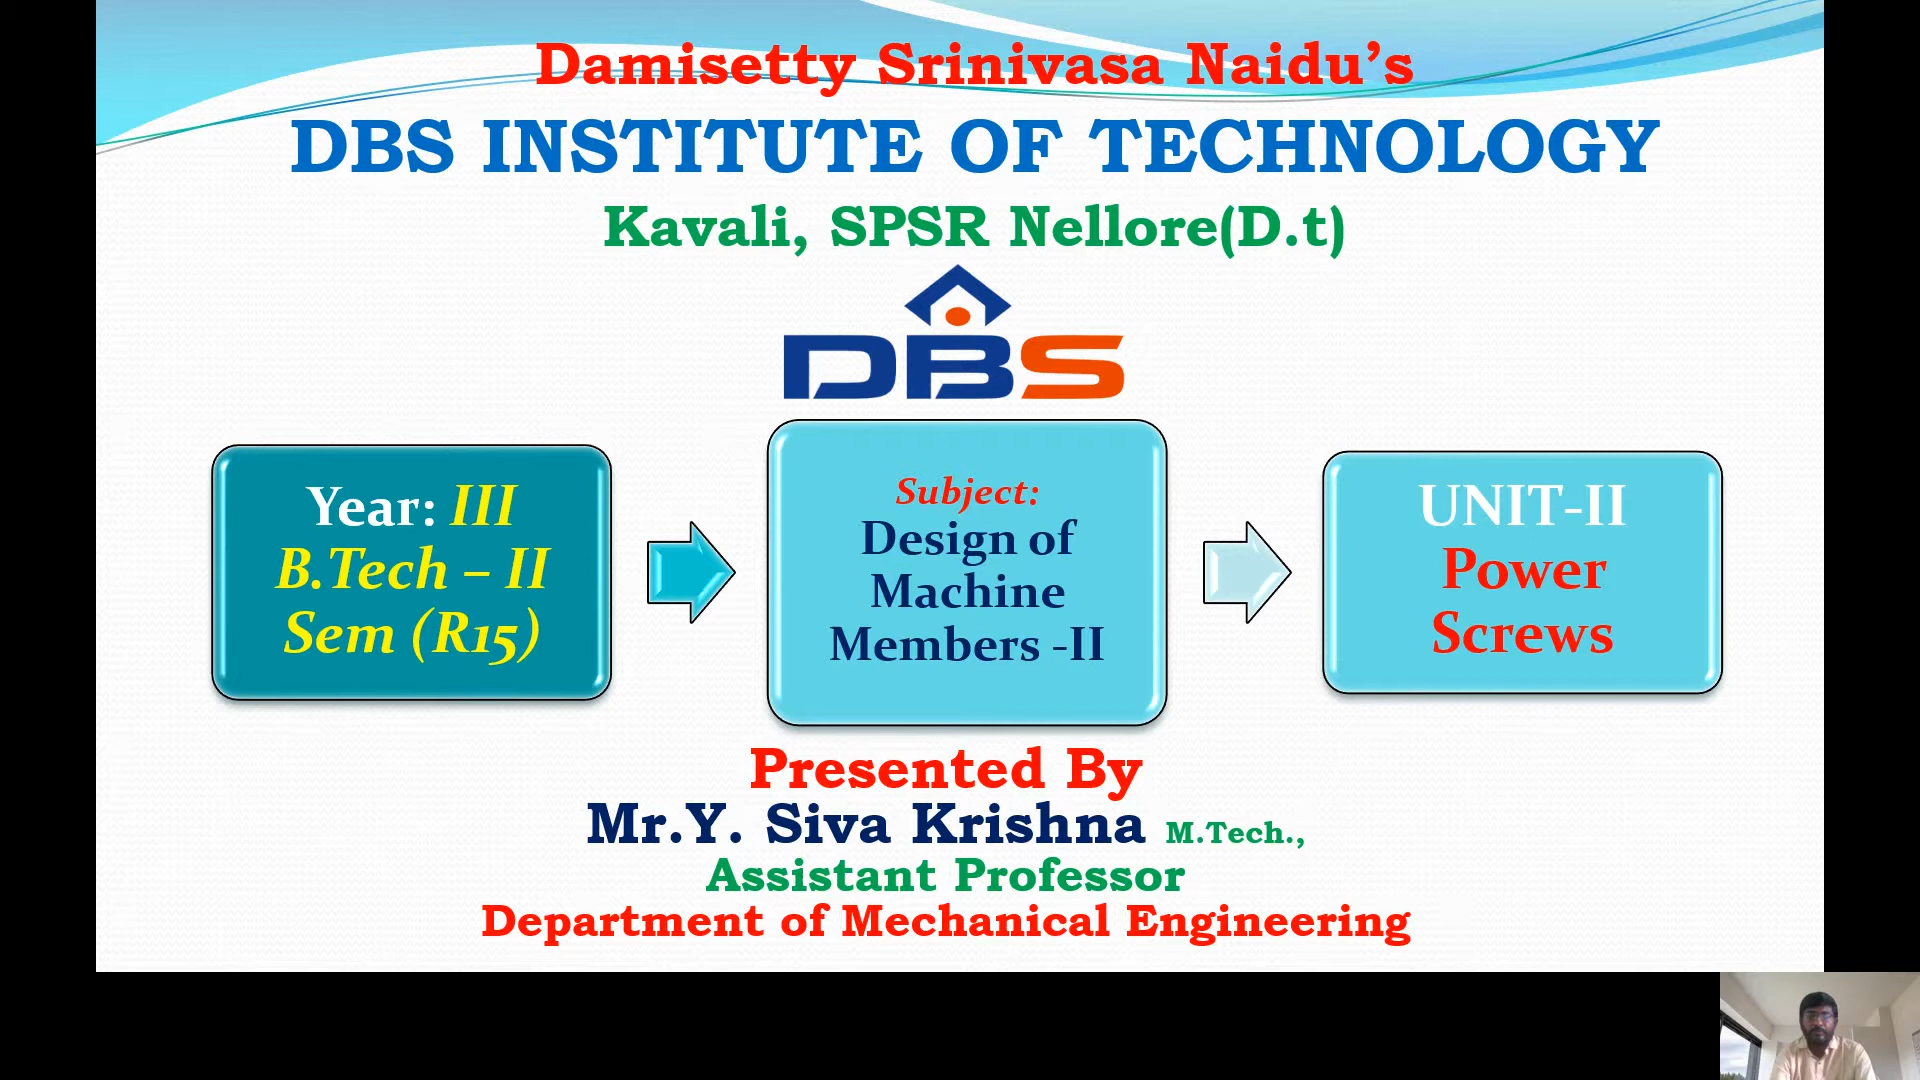 Damisetty Srinivasa Naidu’s
DBS INSTITUTE OF TECHNOLOGY
Kavali, SPSR Nellore(D.t)
DBS
Year: III
B.Tech – II
Sem (R15)
Subject:
Design of
Machine
Members -II
UNIT-II
Power
Screws
Presented By
Mr.Y. Siva Krishna M.Tech.,
Assistant Professor
Department of Mechanical Engineering